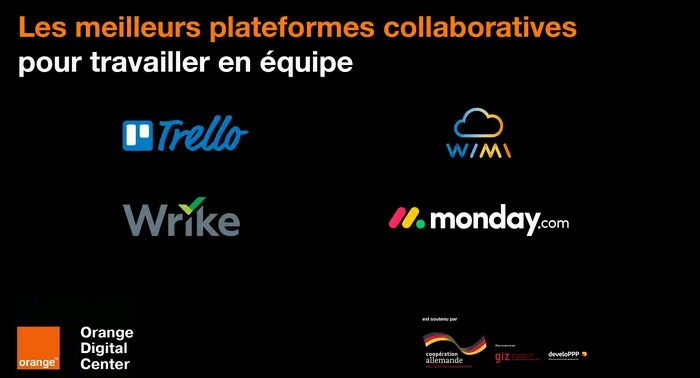 Les meilleurs plateformes collaboratives
pour travailler en équipe
Trello
WIMI
Wrike
monday.com
orange™
Orange
Digital
Center
est soutenu par
coopération
allemande
giz
develoPPP